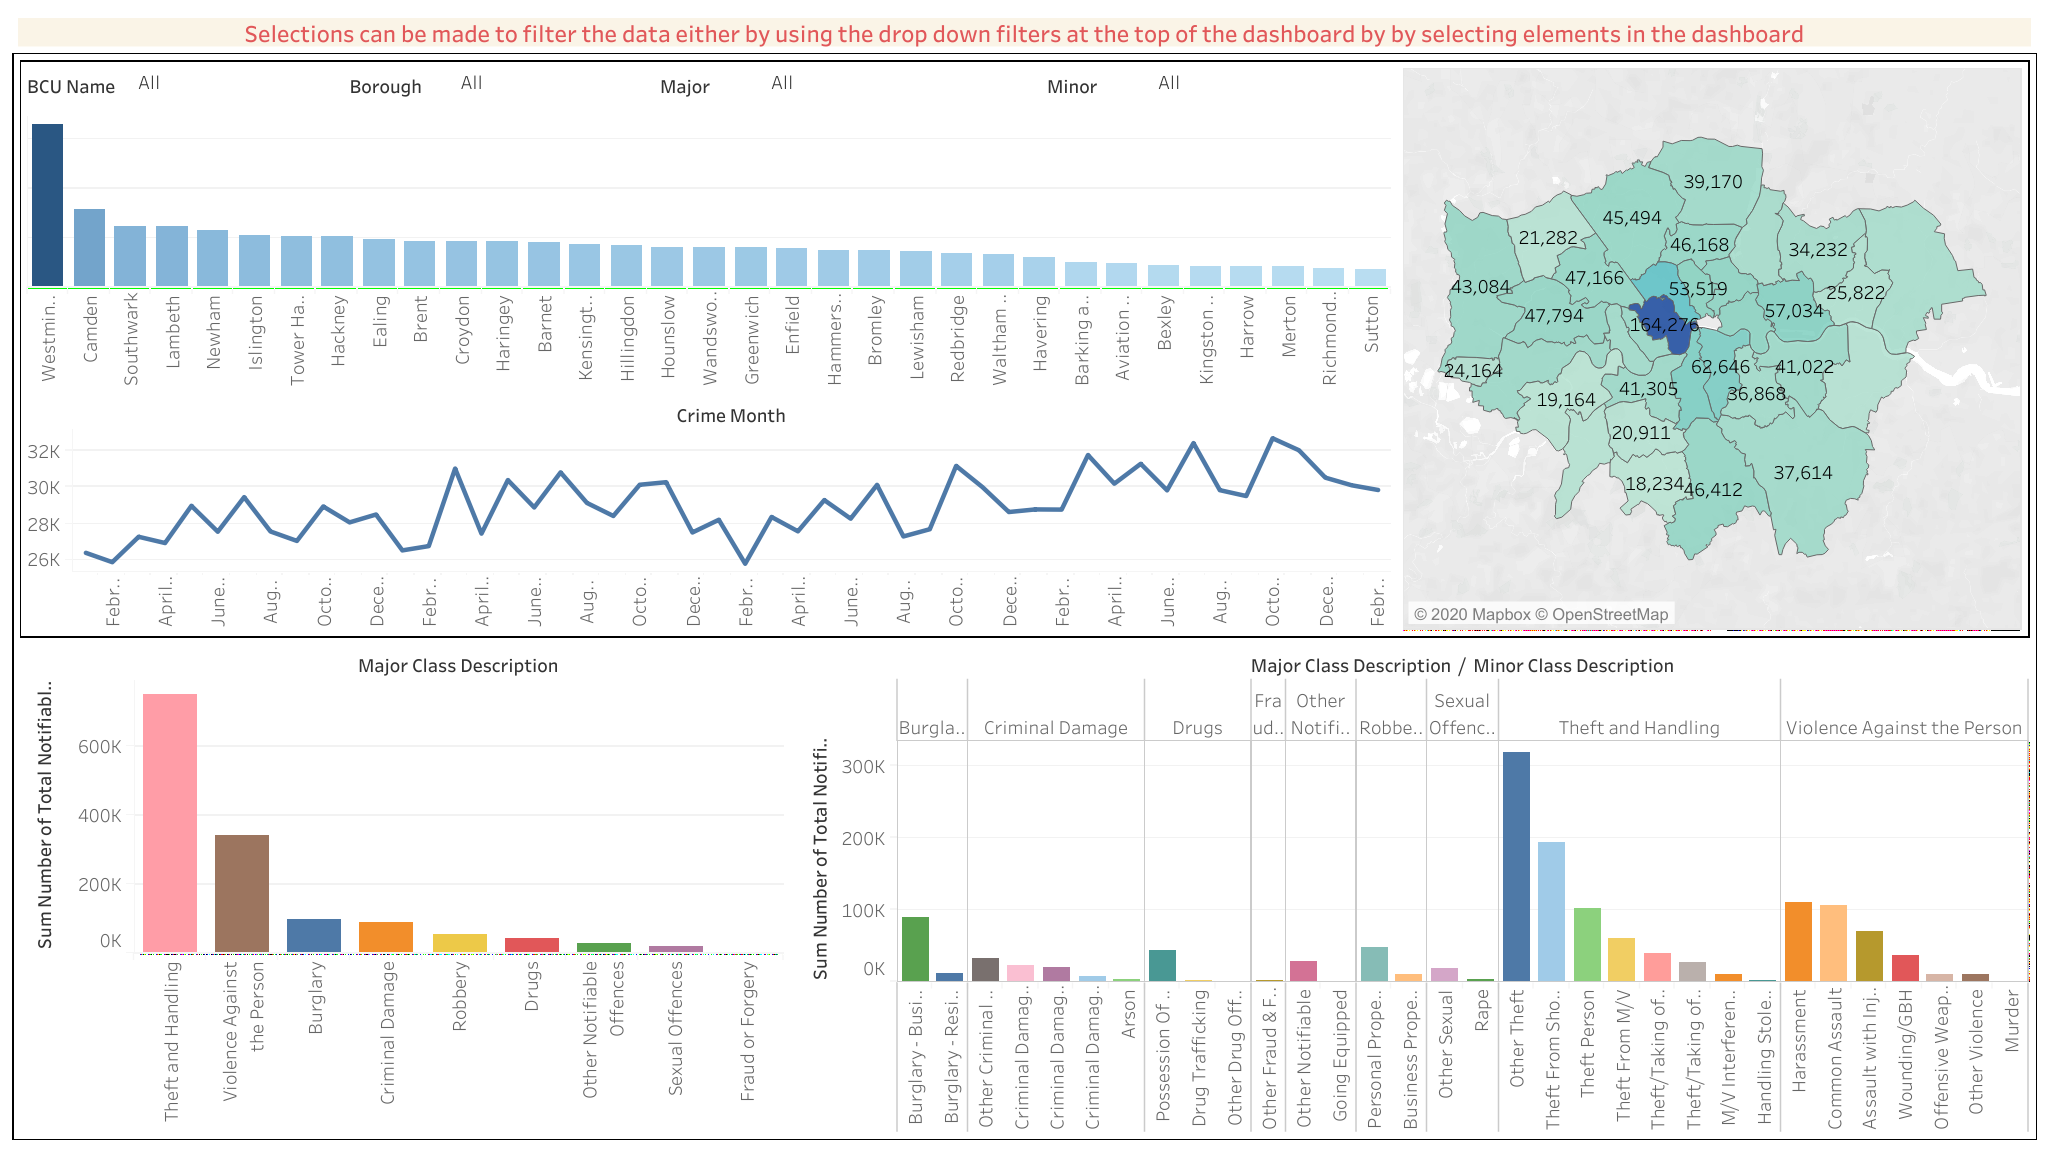 Selections can be made to filter the data either by using the drop down filters at the top of the dashboard by by selecting elements in the dashboard
BCU Name All Borough All Major All Minor All
Westmin..
Camden
Southwark
Lambeth
Newham
Islington
Tower Ha..
Hackney
Ealing
Brent
Croydon
Haringey
Barnet
Kensingt..
Hillingdon
Hounslow
Wandswo..
Greenwich
Enfield
Hammers..
Bromley
Lewisham
Redbridge
Waltham ..
Havering
Barking a..
Aviation ..
Bexley
Kingston ..
Harrow
Merton
Richmond..
Sutton
Crime Month
32K
30K
28K
26K
Febr..
April..
June..
Aug..
Octo..
Dece..
Febr..
April..
June..
Aug..
Octo..
Dece..
Febr..
April..
June..
Aug..
Octo..
Dece..
Febr..
April..
June..
Aug..
Octo..
Dece..
Febr..
39,170
45,494
21,282
46,168
34,232
47,166
43,084
53,519
25,822
47,794
164,276
57,034
24,164
62,646
41,022
41,305
36,868
19,164
20,911
37,614
18,234
46,412
© 2020 Mapbox © OpenStreetMap
Major Class Description
Sum Number of Total Notifiabl..
600K
400K
200K
0K
Theft and Handling
Violence Against
the Person
Burglary
Criminal Damage
Robbery
Drugs
Other Notifiable
Offences
Sexual Offences
Fraud or Forgery
Major Class Description / Minor Class Description
Sum Number of Total Notifi..
Burgla..
Criminal Damage
Drugs
Fra
ud..
Other
Notifi..
Robbe..
Sexual
Offenc..
Theft and Handling
Violence Against the Person
300K
200K
100K
0K
Burglary - Busi..
Burglary - Resi..
Other Criminal ..
Criminal Damag..
Criminal Damag..
Criminal Damag..
Arson
Possession Of ..
Drug Trafficking
Other Drug Off..
Other Fraud & F..
Other Notifiable
Going Equipped
Personal Prope..
Business Prope..
Other Sexual
Rape
Other Theft
Theft From Sho..
Theft Person
Theft From M/V
Theft/Taking of..
Theft/Taking of..
M/V Interferen..
Handling Stole..
Harassment
Common Assault
Assault with Inj..
Wounding/GBH
Offensive Weap..
Other Violence
Murder